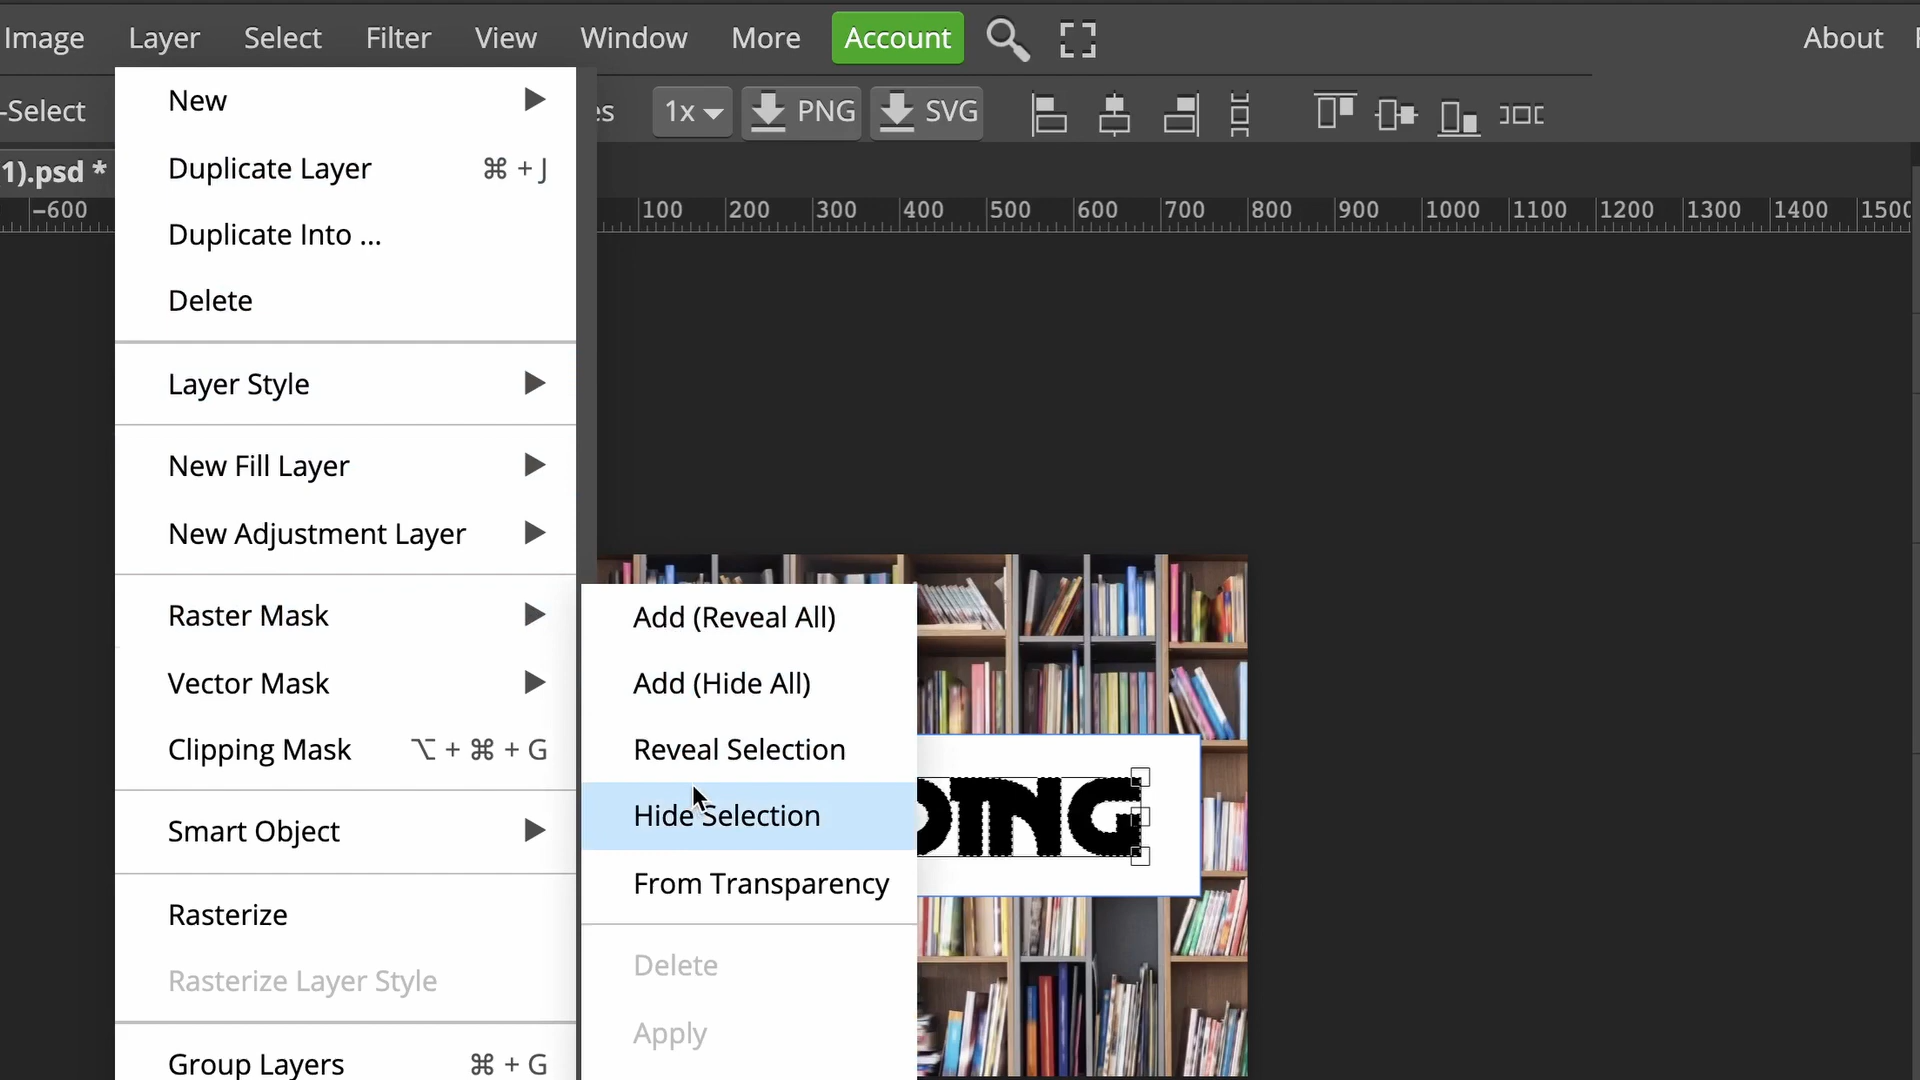 Image Layer Select Filter View Window More Account About
-Select es 1x PNG SVG
1).psd *
-600 100 200 300 400 500 600 700 800 900 1000 1100 1200 1300 1400 1500
New
Duplicate Layer ⌘ + J
Duplicate Into ...
Delete
Layer Style
New Fill Layer
New Adjustment Layer
Raster Mask
Vector Mask
Clipping Mask ⌥ + ⌘ + G
Smart Object
Rasterize
Rasterize Layer Style
Group Layers ⌘ + G
Add (Reveal All)
Add (Hide All)
Reveal Selection
Hide Selection
From Transparency
Delete
Apply
DING